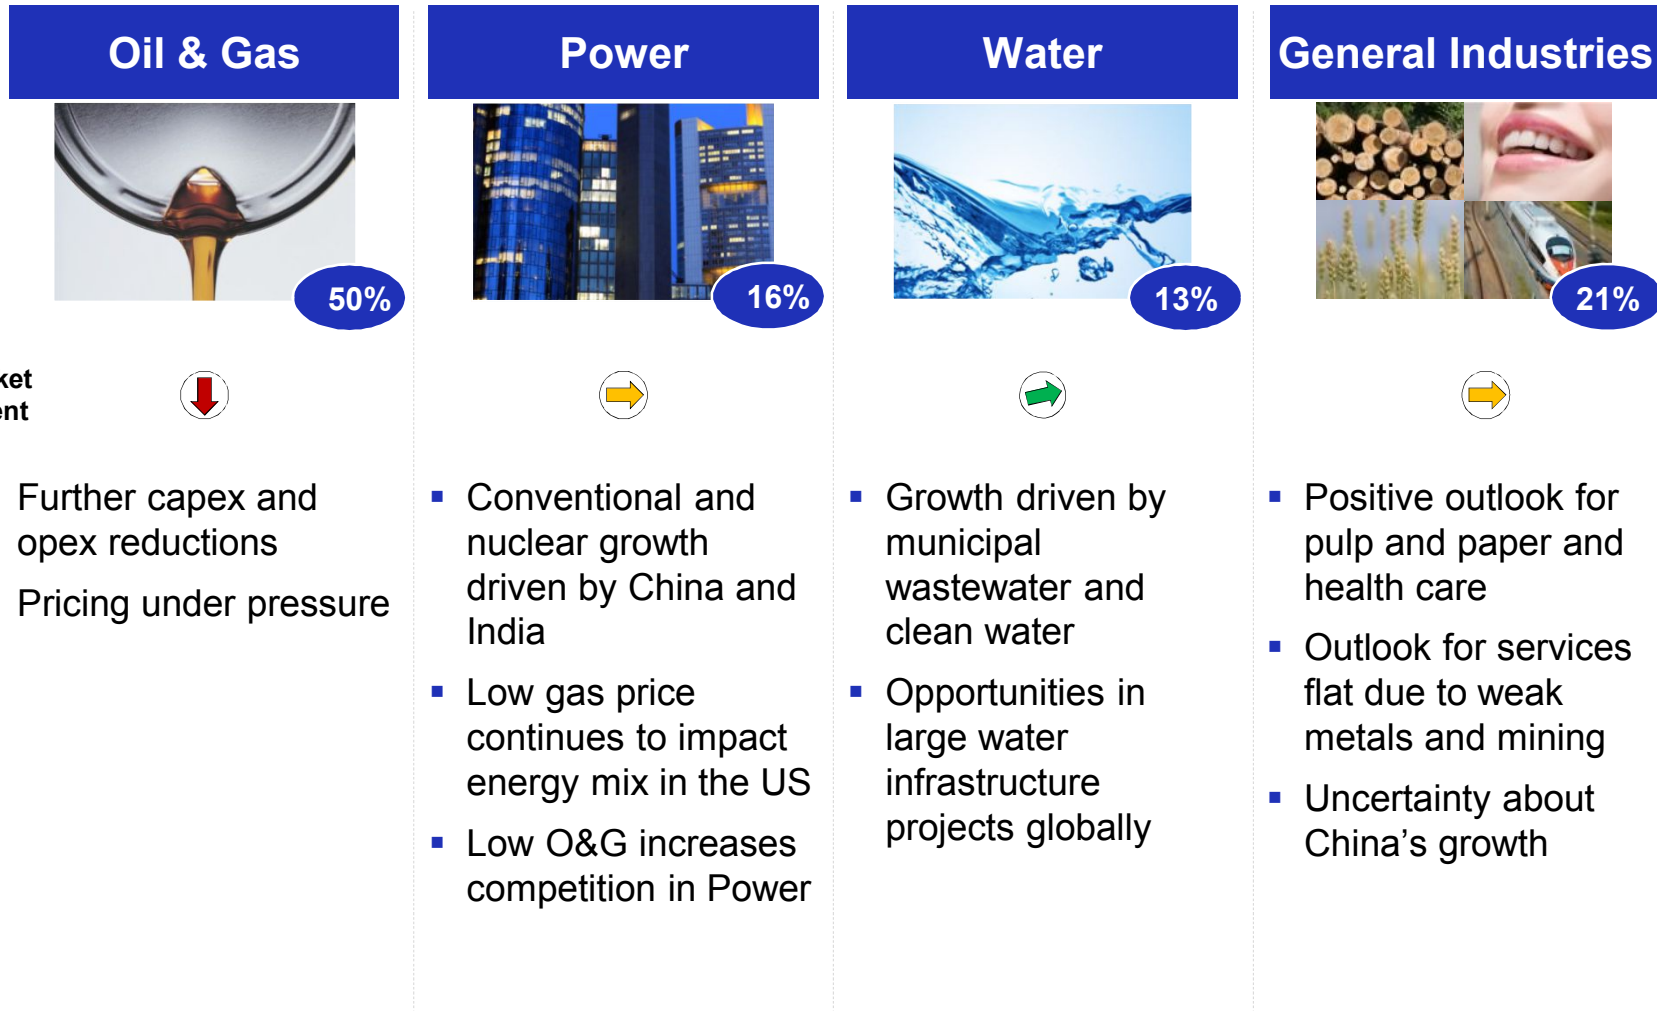 Oil & Gas
50%
Further capex and
opex reductions
Pricing under pressure
Power
16%
Conventional and
nuclear growth
driven by China and
India
Low gas price
continues to impact
energy mix in the US
Low O&G increases
competition in Power
Water
13%
Growth driven by
municipal
wastewater and
clean water
Opportunities in
large water
infrastructure
projects globally
General Industries
21%
Positive outlook for
pulp and paper and
health care
Outlook for services
flat due to weak
metals and mining
Uncertainty about
China’s growth